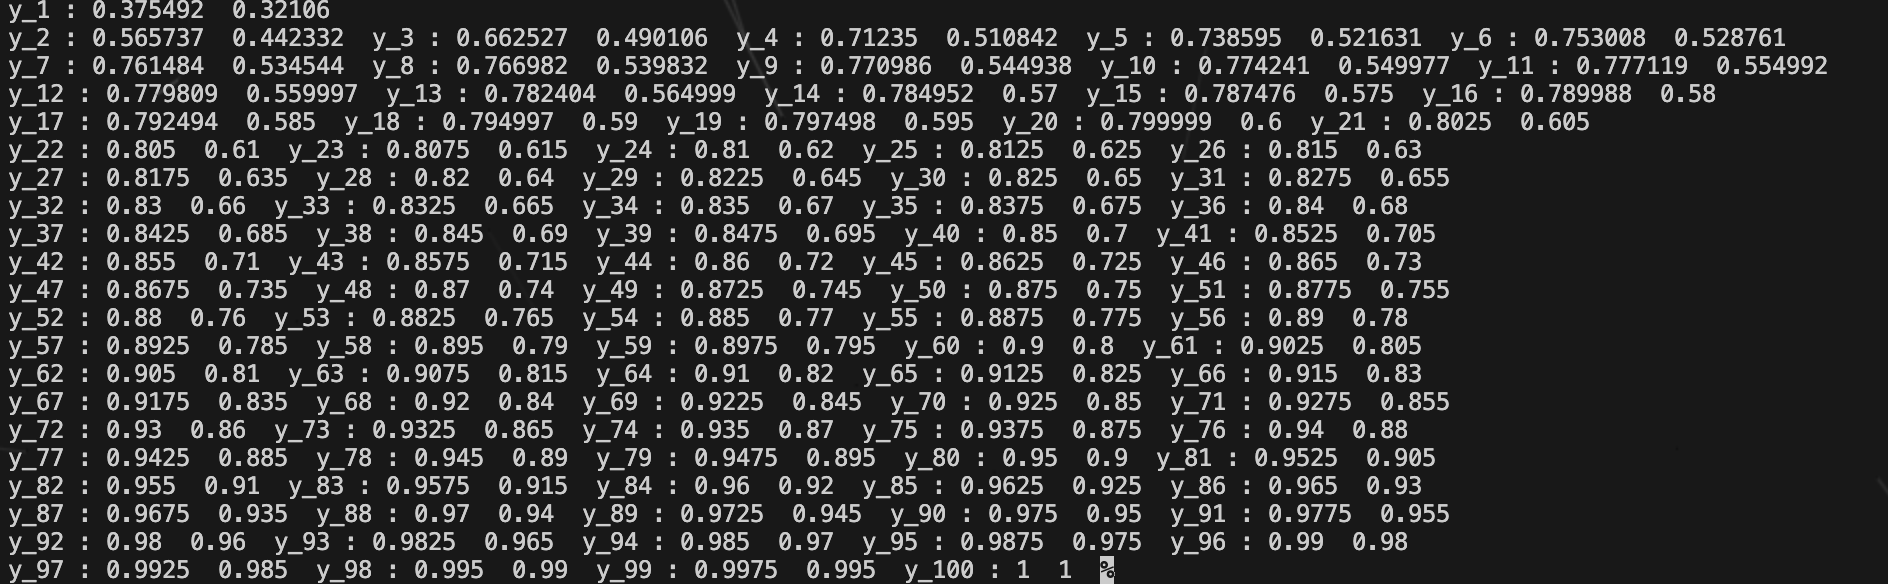 y_1 : 0.375492  0.32106
y_2 : 0.565737  0.442332  y_3 : 0.662527  0.490106  y_4 : 0.71235  0.510842  y_5 : 0.738595  0.521631  y_6 : 0.753008  0.528761
y_7 : 0.761484  0.534544  y_8 : 0.766982  0.539832  y_9 : 0.770986  0.544938  y_10 : 0.774241  0.549977  y_11 : 0.777119  0.554992
y_12 : 0.779809  0.559997  y_13 : 0.782404  0.564999  y_14 : 0.784952  0.57  y_15 : 0.787476  0.575  y_16 : 0.789988  0.58
y_17 : 0.792494  0.585  y_18 : 0.794997  0.59  y_19 : 0.797498  0.595  y_20 : 0.799999  0.6  y_21 : 0.8025  0.605
y_22 : 0.805  0.61  y_23 : 0.8075  0.615  y_24 : 0.81  0.62  y_25 : 0.8125  0.625  y_26 : 0.815  0.63
y_27 : 0.8175  0.635  y_28 : 0.82  0.64  y_29 : 0.8225  0.645  y_30 : 0.825  0.65  y_31 : 0.8275  0.655
y_32 : 0.83  0.66  y_33 : 0.8325  0.665  y_34 : 0.835  0.67  y_35 : 0.8375  0.675  y_36 : 0.84  0.68
y_37 : 0.8425  0.685  y_38 : 0.845  0.69  y_39 : 0.8475  0.695  y_40 : 0.85  0.7  y_41 : 0.8525  0.705
y_42 : 0.855  0.71  y_43 : 0.8575  0.715  y_44 : 0.86  0.72  y_45 : 0.8625  0.725  y_46 : 0.865  0.73
y_47 : 0.8675  0.735  y_48 : 0.87  0.74  y_49 : 0.8725  0.745  y_50 : 0.875  0.75  y_51 : 0.8775  0.755
y_52 : 0.88  0.76  y_53 : 0.8825  0.765  y_54 : 0.885  0.77  y_55 : 0.8875  0.775  y_56 : 0.89  0.78
y_57 : 0.8925  0.785  y_58 : 0.895  0.79  y_59 : 0.8975  0.795  y_60 : 0.9  0.8  y_61 : 0.9025  0.805
y_62 : 0.905  0.81  y_63 : 0.9075  0.815  y_64 : 0.91  0.82  y_65 : 0.9125  0.825  y_66 : 0.915  0.83
y_67 : 0.9175  0.835  y_68 : 0.92  0.84  y_69 : 0.9225  0.845  y_70 : 0.925  0.85  y_71 : 0.9275  0.855
y_72 : 0.93  0.86  y_73 : 0.9325  0.865  y_74 : 0.935  0.87  y_75 : 0.9375  0.875  y_76 : 0.94  0.88
y_77 : 0.9425  0.885  y_78 : 0.945  0.89  y_79 : 0.9475  0.895  y_80 : 0.95  0.9  y_81 : 0.9525  0.905
y_82 : 0.955  0.91  y_83 : 0.9575  0.915  y_84 : 0.96  0.92  y_85 : 0.9625  0.925  y_86 : 0.965  0.93
y_87 : 0.9675  0.935  y_88 : 0.97  0.94  y_89 : 0.9725  0.945  y_90 : 0.975  0.95  y_91 : 0.9775  0.955
y_92 : 0.98  0.96  y_93 : 0.9825  0.965  y_94 : 0.985  0.97  y_95 : 0.9875  0.975  y_96 : 0.99  0.98
y_97 : 0.9925  0.985  y_98 : 0.995  0.99  y_99 : 0.9975  0.995  y_100 : 1  1  %